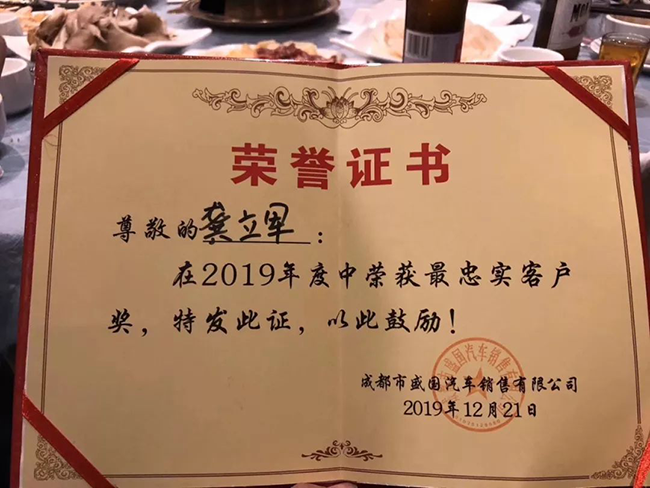 荣誉证书
尊敬的龚立军：
在2019年度中荣获最忠实客户
奖，特发此证，以此鼓励！
成都市盛国汽车销售有限公司
2019年12月21日